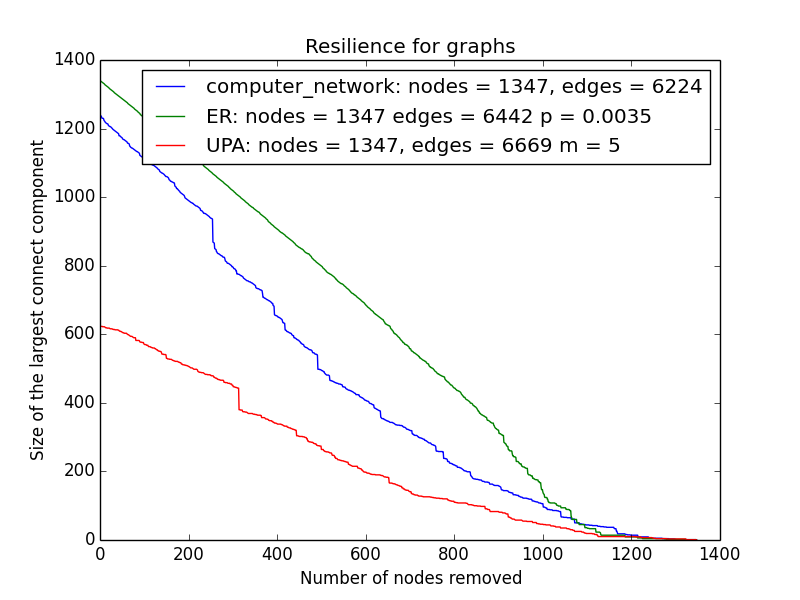 Resilience for graphs
computer_network: nodes = 1347, edges = 6224
ER: nodes = 1347 edges = 6442 p = 0.0035
UPA: nodes = 1347, edges = 6669 m = 5
Size of the largest connect component
1400
1200
1000
800
600
400
200
0
0 200 400 600 800 1000 1200 1400
Number of nodes removed